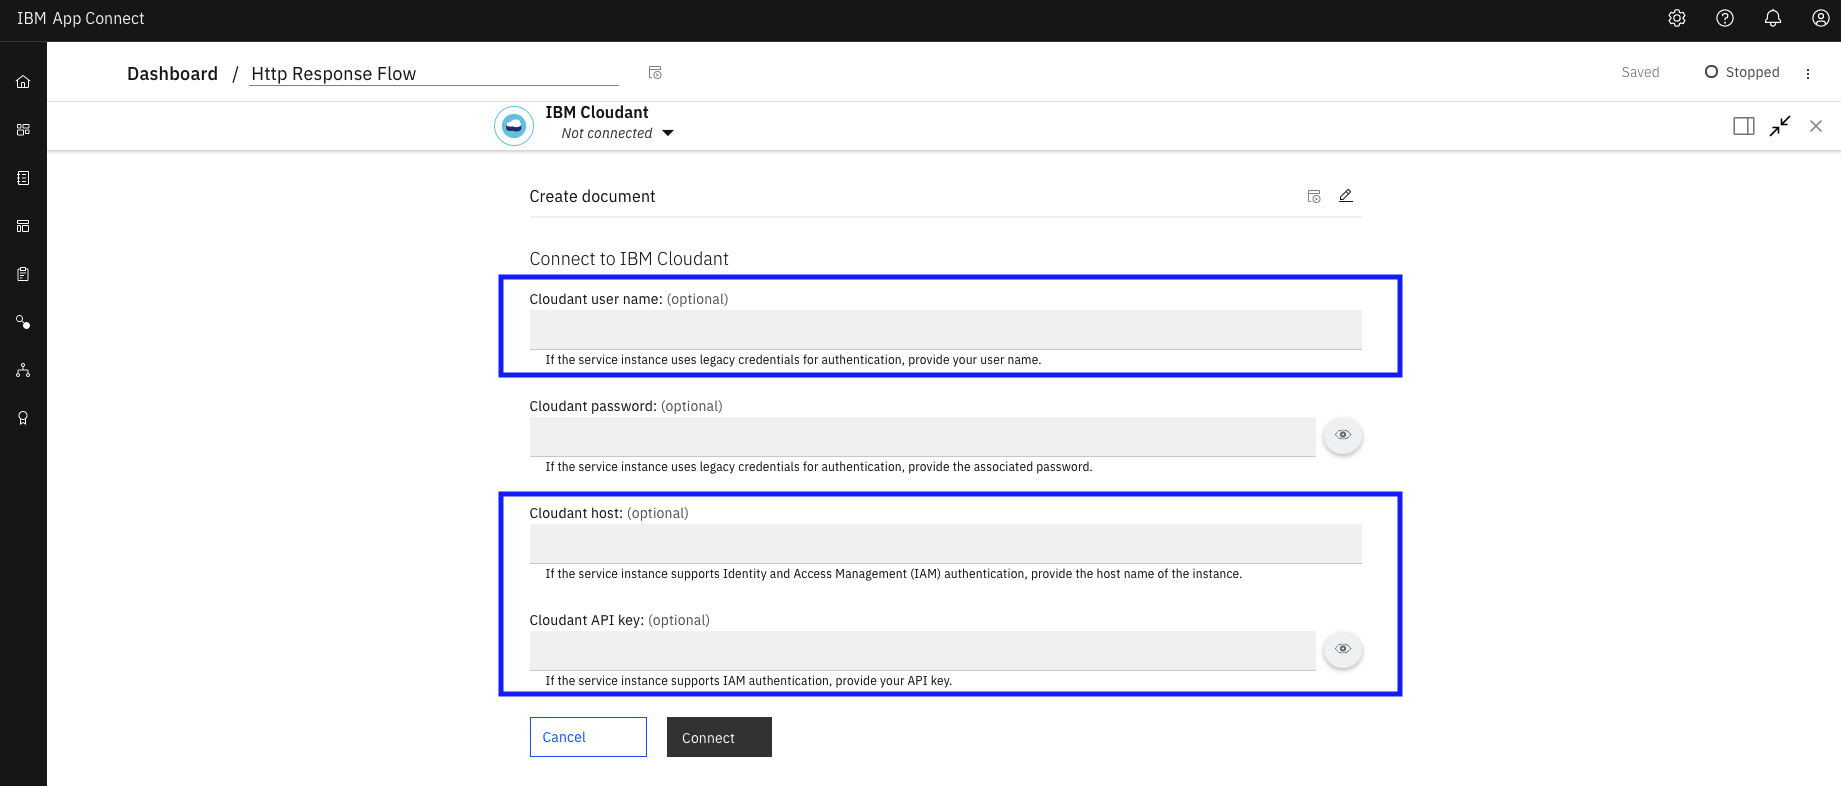 IBM App Connect
Dashboard / Http Response Flow
Saved
Stopped
IBM Cloudant
Not connected
Create document
Connect to IBM Cloudant
Cloudant user name: (optional)
If the service instance uses legacy credentials for authentication, provide your user name.
Cloudant password: (optional)
If the service instance uses legacy credentials for authentication, provide the associated password.
Cloudant host: (optional)
If the service instance supports Identity and Access Management (IAM) authentication, provide the host name of the instance.
Cloudant API key: (optional)
If the service instance supports IAM authentication, provide your API key.
Cancel
Connect